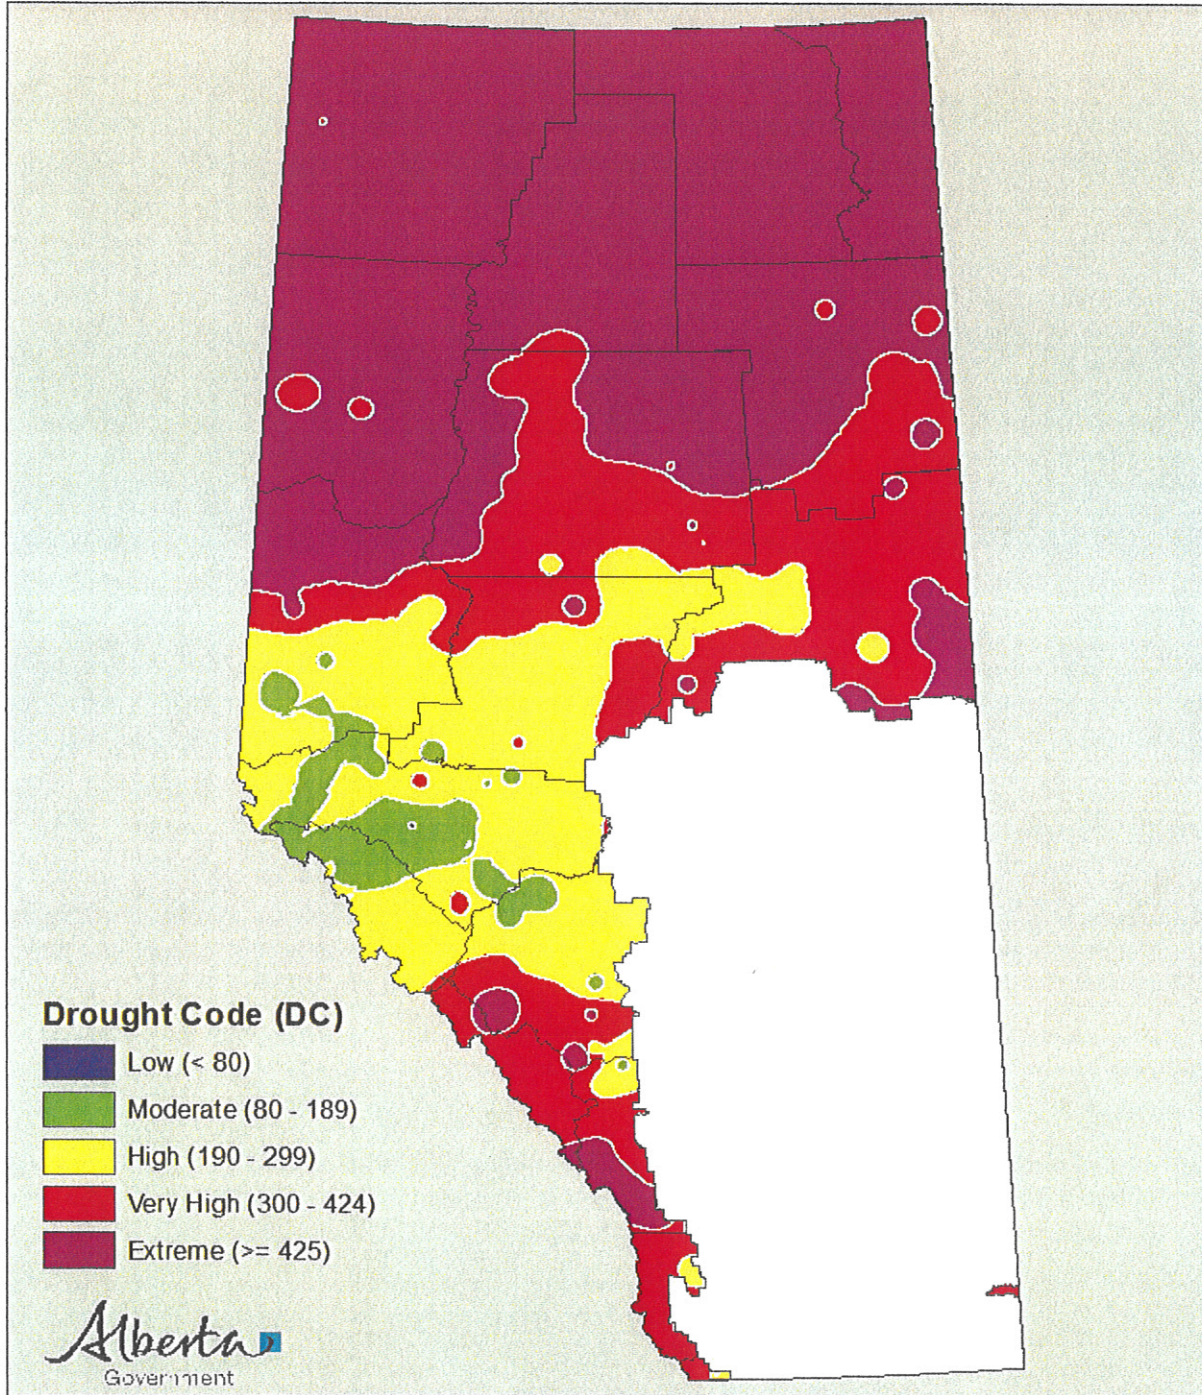 Drought Code (DC)
Low (< 80)
Moderate (80 - 189)
High (190 - 299)
Very High (300 - 424)
Extreme (>= 425)
Alberta
Government